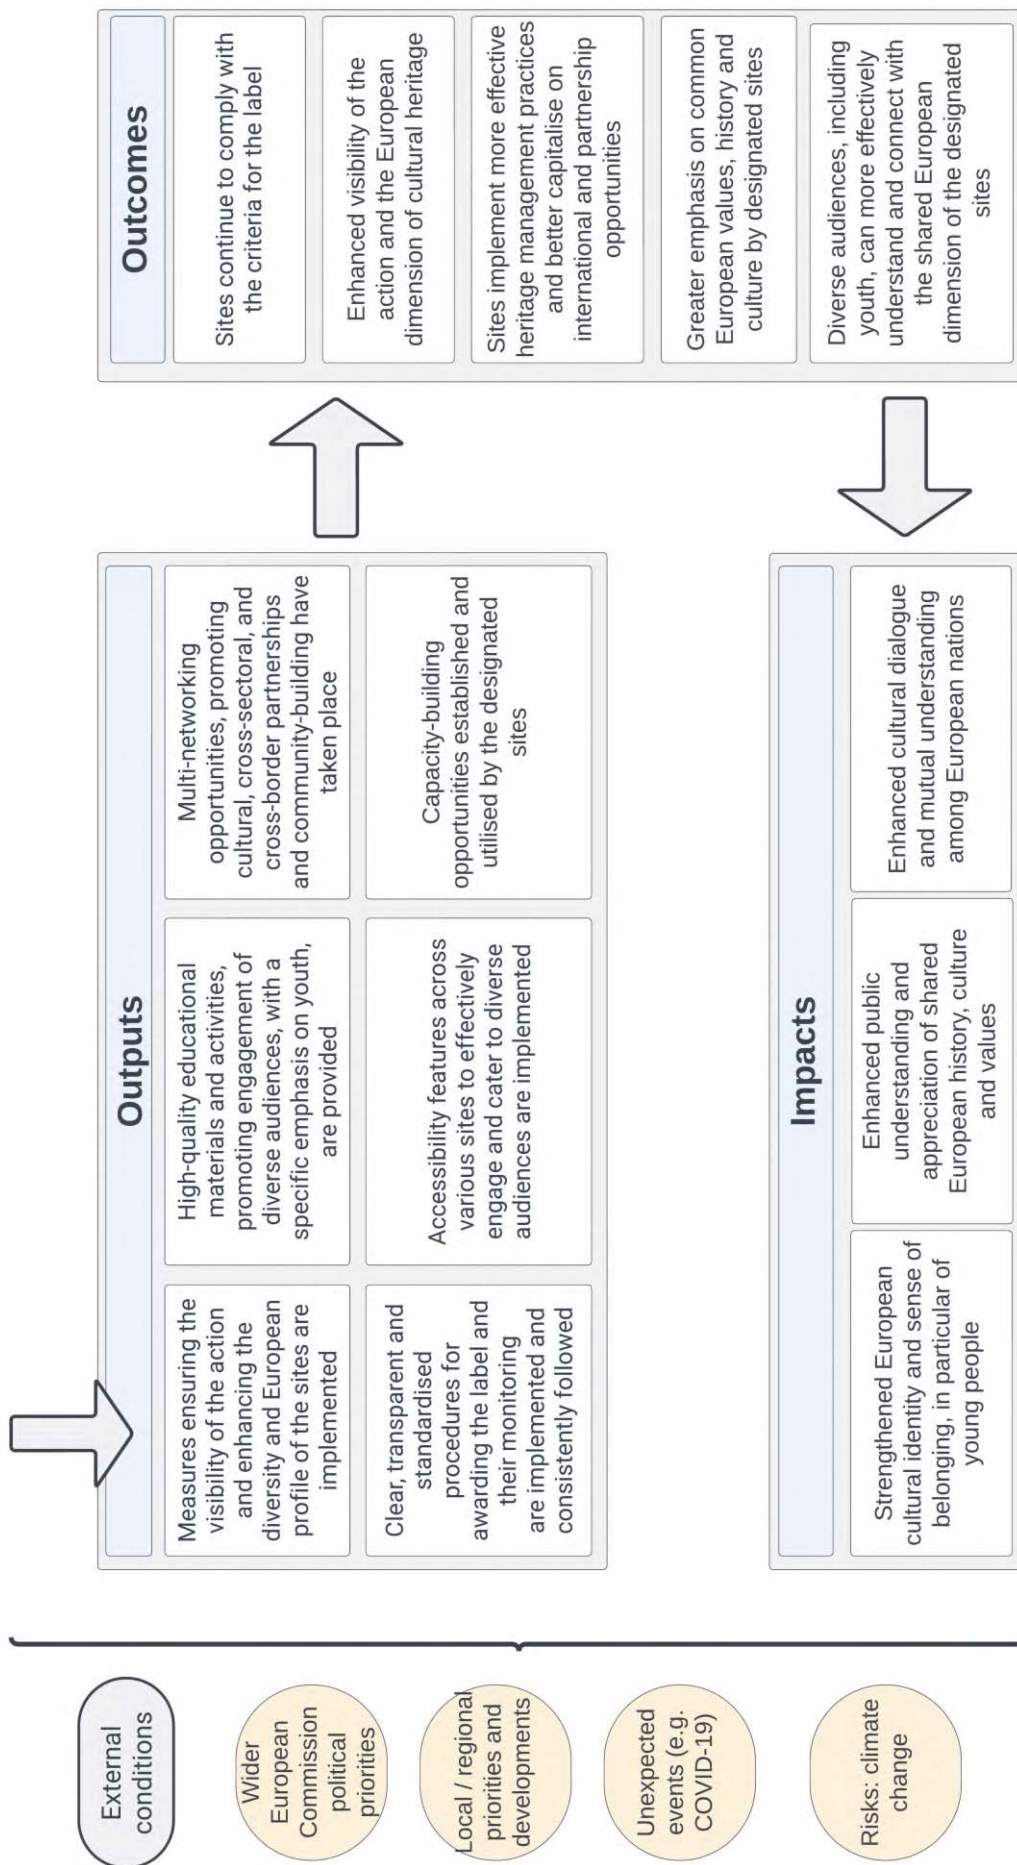 External
conditions
Wider
European
Commission
political
priorities
Local / regional
priorities and
developments
Unexpected
events (e.g.
COVID-19)
Risks: climate
change
Outputs
Measures ensuring the
visibility of the action
and enhancing the
diversity and European
profile of the sites are
implemented
High-quality educational
materials and activities,
promoting engagement of
diverse audiences, with a
specific emphasis on youth,
are provided
Multi-networking
opportunities, promoting
cultural, cross-sectoral, and
cross-border partnerships
and community-building have
taken place
Clear, transparent and
standardised
procedures for
awarding the label and
their monitoring
are implemented and
consistently followed
Accessibility features across
various sites to effectively
engage and cater to diverse
audiences are implemented
Capacity-building
opportunities established and
utilised by the designated
sites
Outcomes
Sites continue to comply with
the criteria for the label
Enhanced visibility of the
action and the European
dimension of cultural heritage
Sites implement more effective
heritage management practices
and better capitalise on
international and partnership
opportunities
Greater emphasis on common
European values, history and
culture by designated sites
Diverse audiences, including
youth, can more effectively
understand and connect with
the shared European
dimension of the designated
sites
Impacts
Strengthened European
cultural identity and sense of
belonging, in particular of
young people
Enhanced public
understanding and
appreciation of shared
European history, culture
and values
Enhanced cultural dialogue
and mutual understanding
among European nations